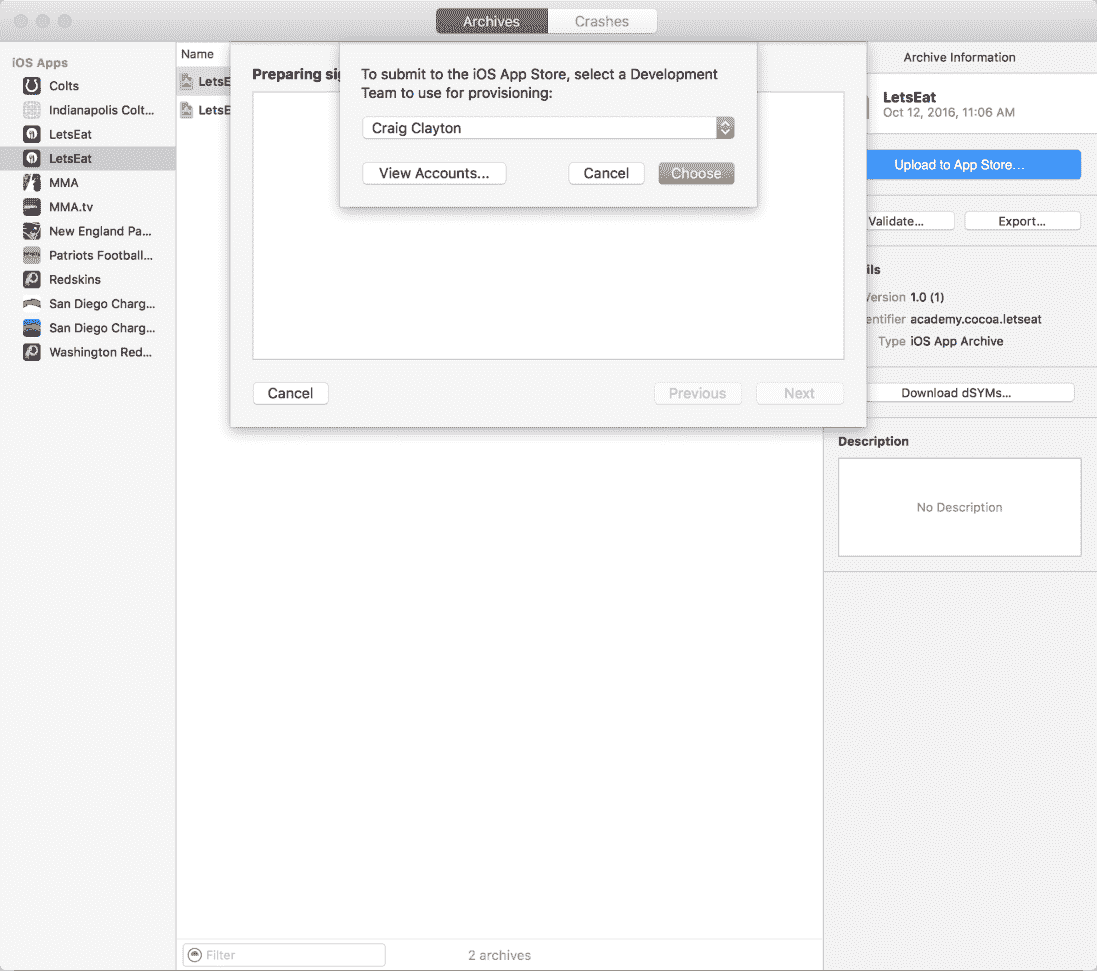 Archives
Crashes
iOS Apps
Colts
Indianapolis Colt...
LetsEat
LetsEat
MMA
MMA.tv
New England Pa...
Patriots Football...
Redskins
San Diego Charg...
San Diego Charg...
Washington Red...
Name
LetsE
LetsE
Preparing sig
To submit to the iOS App Store, select a Development
Team to use for provisioning:
Craig Clayton
View Accounts...
Cancel
Choose
Cancel
Previous
Next
Archive Information
LetsEat
Oct 12, 2016, 11:06 AM
Upload to App Store...
Validate...
Export...
ils
Version 1.0 (1)
entifier academy.cocoa.letseat
Type iOS App Archive
Download dSYMs...
Description
No Description
Filter
2 archives